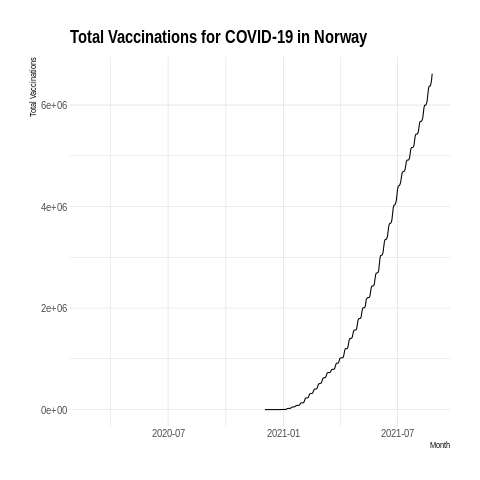 Total Vaccinations for COVID-19 in Norway
Total Vaccinations
6e+06
4e+06
2e+06
0e+00
2020-07 2021-01 2021-07
Month